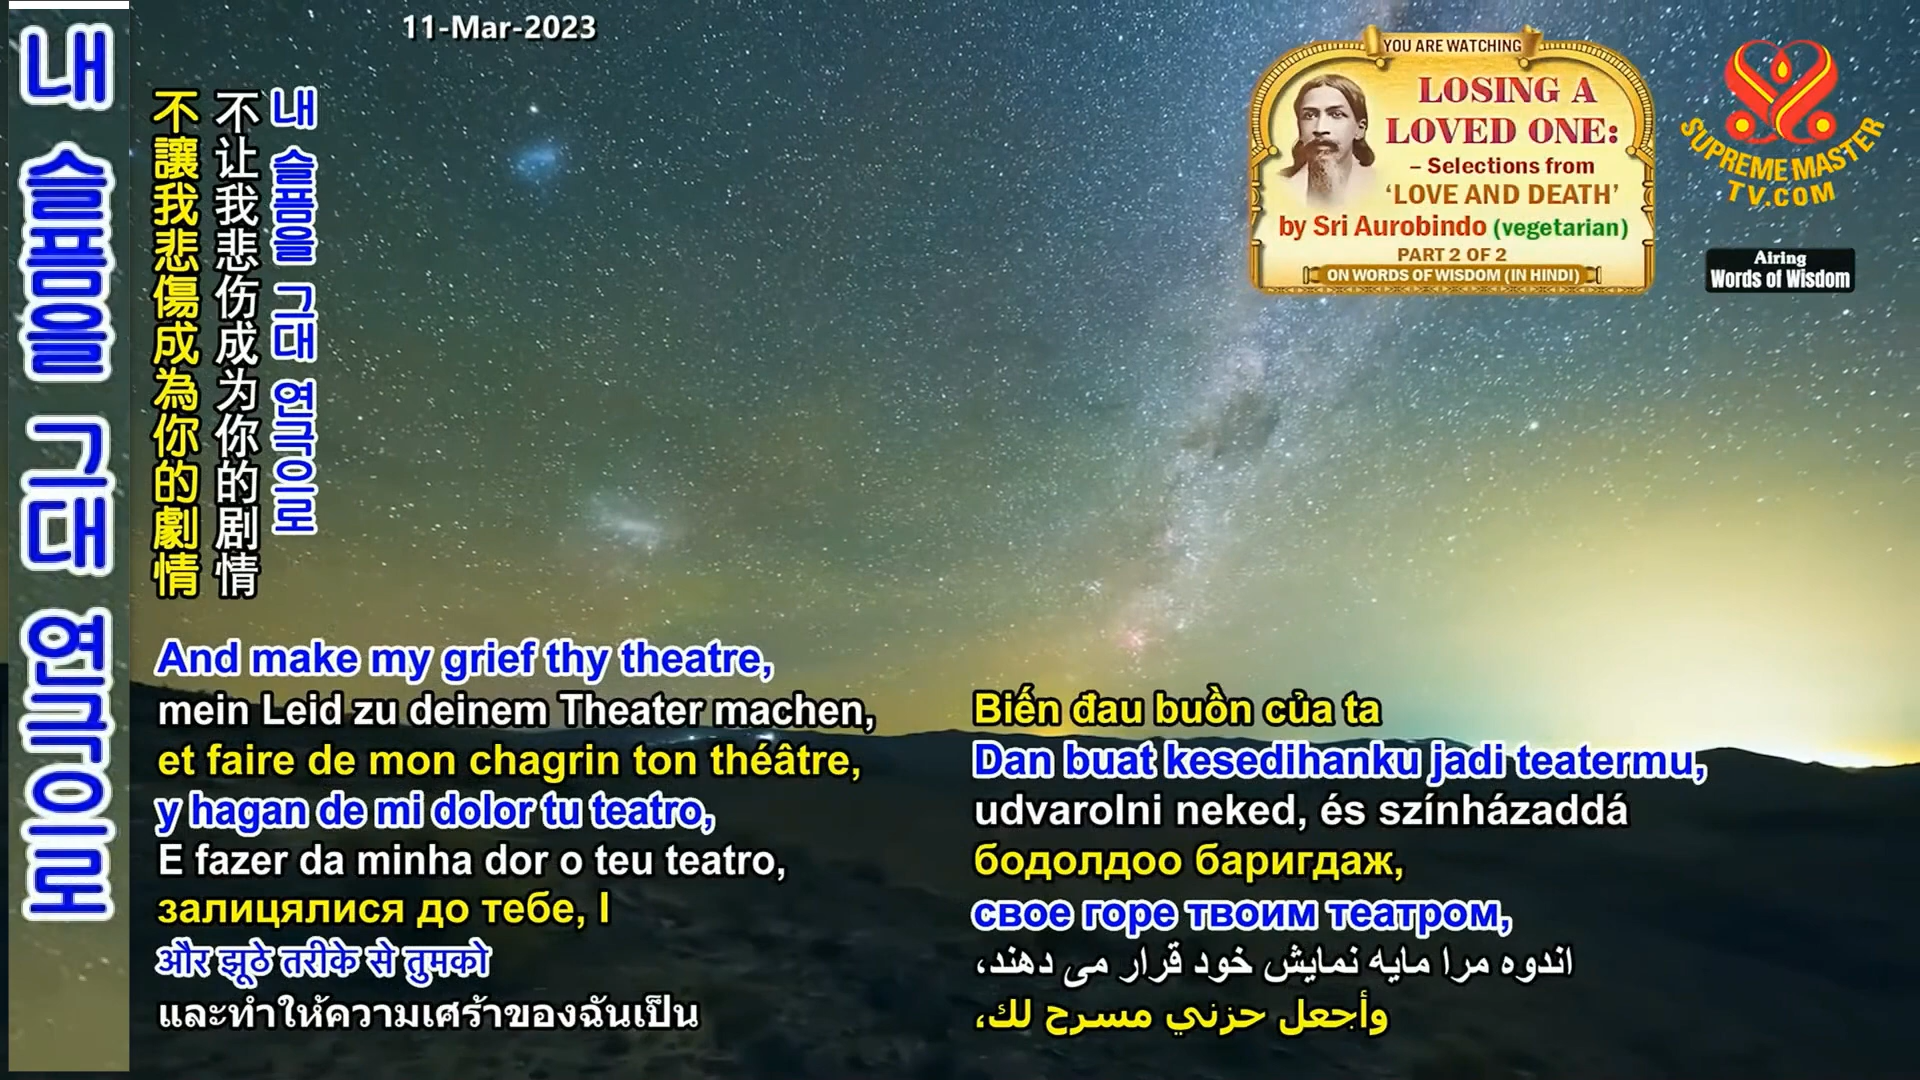 11-Mar-2023
YOU ARE WATCHING
LOSING A
LOVED ONE:
– Selections from
‘LOVE AND DEATH’
by Sri Aurobindo (vegetarian)
PART 2 OF 2
ON WORDS OF WISDOM (IN HINDI)
SUPREME MASTER
TV.COM
Airing
Words of Wisdom
내 슬픔을 그대 연극이로
不讓我悲傷成為你的劇情
不让我悲伤成为你的剧情
내 슬픔을 그대 연극이로
And make my grief thy theatre,
mein Leid zu deinem Theater machen,
et faire de mon chagrin ton théâtre,
y hagan de mi dolor tu teatro,
E fazer da minha dor o teu teatro,
залицялися до тебе, І
और झूठे तरीके से तुमको
และทำให้ความเศร้าของฉันเป็น
Biến đau buồn của ta
Dan buat kesedihanku jadi teatermu,
udvarolni neked, és színházaddá
бодолдоо баригдаж,
свое горе твоим театром,
اندوه مرا مایه نمایش خود قرار می دهند،
وأجعل حزني مسرح لك،